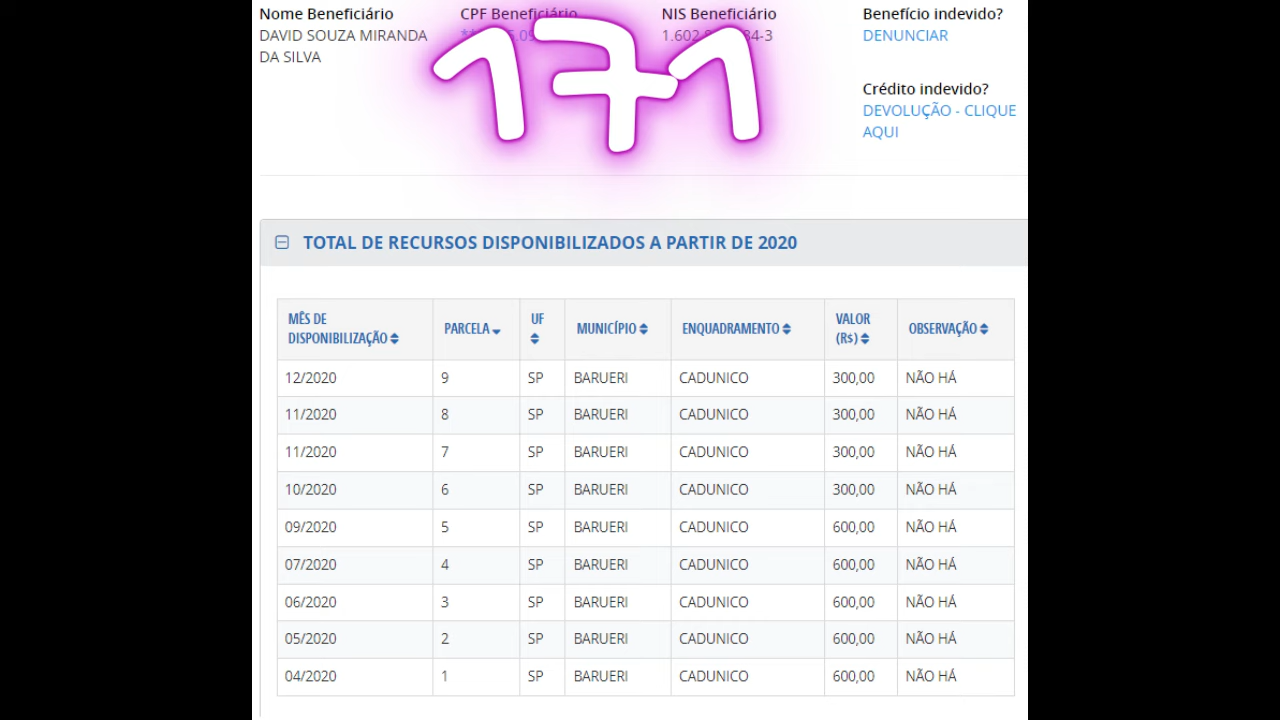 Nome Beneficiário CPF Beneficiário NIS Beneficiário Benefício indevido?
DAVID SOUZA MIRANDA DENUNCIAR
DA SILVA
171
Crédito indevido?
DEVOLUÇÃO - CLIQUE
AQUI
TOTAL DE RECURSOS DISPONIBILIZADOS A PARTIR DE 2020
MÊS DE DISPONIBILIZAÇÃO PARCELA UF MUNICÍPIO ENQUADRAMENTO VALOR (R$) OBSERVAÇÃO
12/2020 9 SP BARUERI CADUNICO 300,00 NÃO HÁ
11/2020 8 SP BARUERI CADUNICO 300,00 NÃO HÁ
11/2020 7 SP BARUERI CADUNICO 300,00 NÃO HÁ
10/2020 6 SP BARUERI CADUNICO 300,00 NÃO HÁ
09/2020 5 SP BARUERI CADUNICO 600,00 NÃO HÁ
07/2020 4 SP BARUERI CADUNICO 600,00 NÃO HÁ
06/2020 3 SP BARUERI CADUNICO 600,00 NÃO HÁ
05/2020 2 SP BARUERI CADUNICO 600,00 NÃO HÁ
04/2020 1 SP BARUERI CADUNICO 600,00 NÃO HÁ